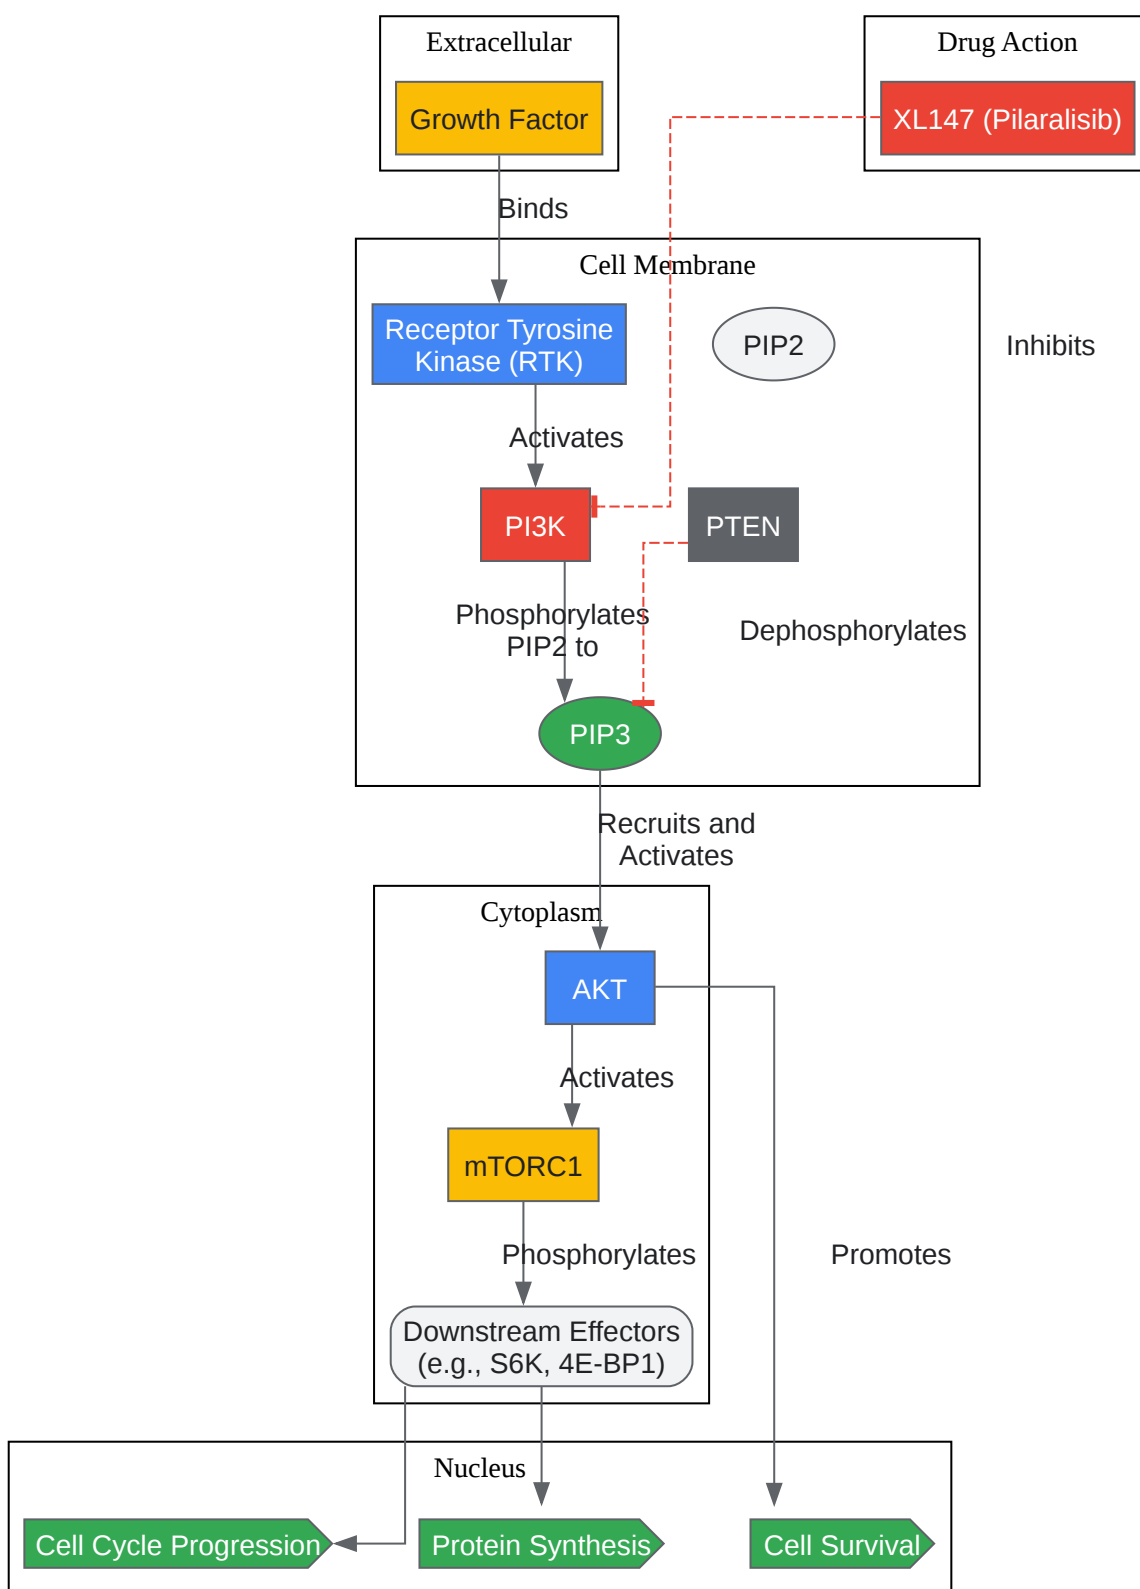 Extracellular
Drug Action
Growth Factor
XL147 (Pilaralisib)
Binds
Cell Membrane
Receptor Tyrosine
Kinase (RTK)
PIP2
Inhibits
Activates
PI3K
PTEN
Phosphorylates
PIP2 to
Dephosphorylates
PIP3
Recruits and
Activates
Cytoplasm
AKT
Activates
mTORC1
Phosphorylates
Promotes
Downstream Effectors
(e.g., S6K, 4E-BP1)
Nucleus
Cell Cycle Progression
Protein Synthesis
Cell Survival